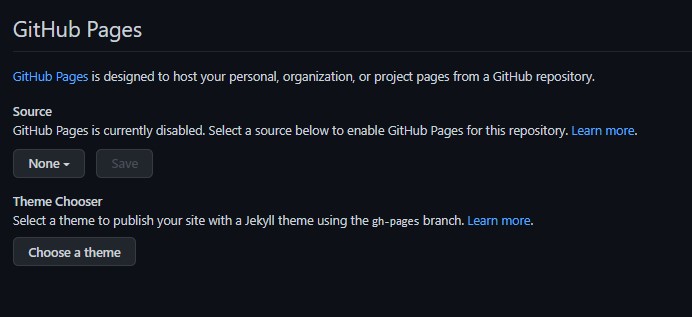 GitHub Pages
GitHub Pages is designed to host your personal, organization, or project pages from a GitHub repository.
Source
GitHub Pages is currently disabled. Select a source below to enable GitHub Pages for this repository. Learn more.
None Save
Theme Chooser
Select a theme to publish your site with a Jekyll theme using the gh-pages branch. Learn more.
Choose a theme